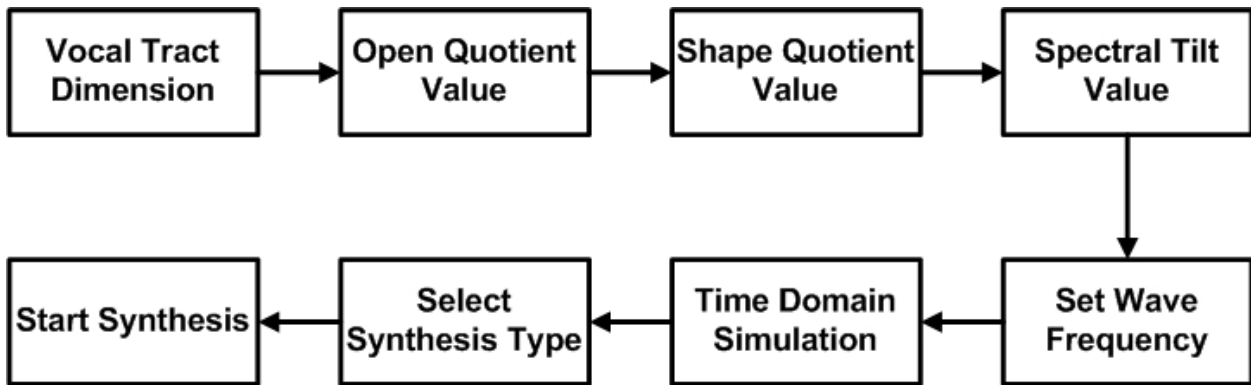 Vocal Tract
Dimension
Open Quotient
Value
Shape Quotient
Value
Spectral Tilt
Value
Start Synthesis
Select
Synthesis Type
Time Domain
Simulation
Set Wave
Frequency